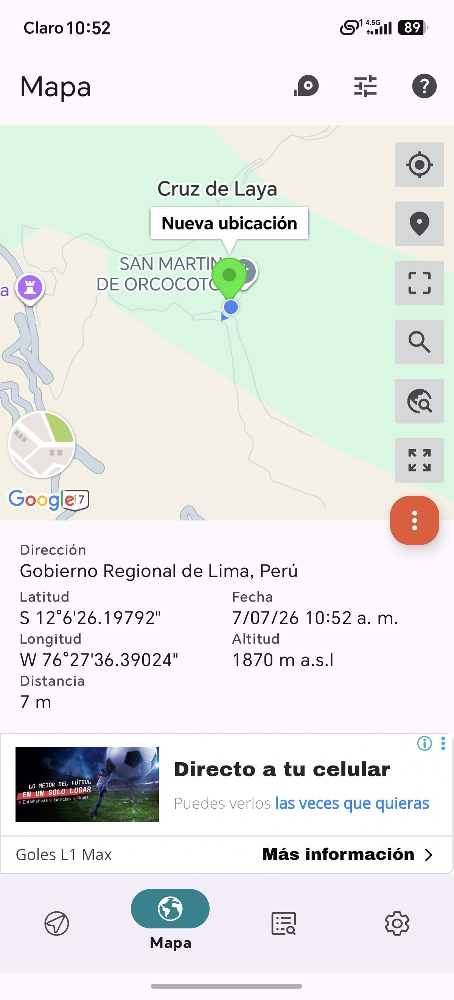 Claro 10:52
1 4.5G 89
Mapa
Cruz de Laya
Nueva ubicación
SAN MARTIN
DE ORCOCOTO
a
Google
17
Dirección
Gobierno Regional de Lima, Perú
Latitud
S 12°6'26.19792"
Fecha
7/07/26 10:52 a. m.
Longitud
W 76°27'36.39024"
Altitud
1870 m a.s.l
Distancia
7 m
LO MEJOR DEL FÚTBOL
EN UN SOLO LUGAR
Estadísticas Noticias Goles
Directo a tu celular
Puedes verlos las veces que quieras
Goles L1 Max
Más información
Mapa